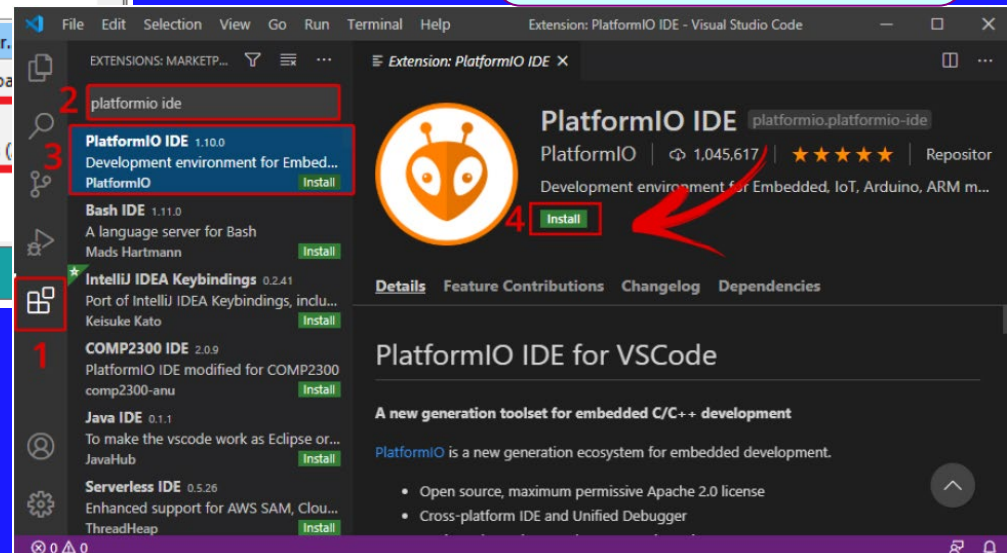 File Edit Selection View Go Run Terminal Help Extension: PlatformIO IDE - Visual Studio Code
EXTENSIONS: MARKETP...
Extension: PlatformIO IDE
2
platformio ide
3
PlatformIO IDE 1.10.0
Development environment for Embed...
PlatformIO Install
Bash IDE 1.11.0
A language server for Bash
Mads Hartmann Install
IntelliJ IDEA Keybindings 0.2.41
Port of IntelliJ IDEA Keybindings, inclu...
Keisuke Kato Install
1
COMP2300 IDE 2.0.9
PlatformIO IDE modified for COMP2300
comp2300-anu Install
Java IDE 0.1.1
To make the vscode work as Eclipse or...
JavaHub Install
Serverless IDE 0.5.26
Enhanced support for AWS SAM, Clou...
ThreadHeap Install
0 0
PlatformIO IDE platformio.platformio-ide
PlatformIO 1,045,617 Repositor
Development environment for Embedded, IoT, Arduino, ARM m...
4 Install
Details Feature Contributions Changelog Dependencies
PlatformIO IDE for VSCode
A new generation toolset for embedded C/C++ development
PlatformIO is a new generation ecosystem for embedded development.
• Open source, maximum permissive Apache 2.0 license
• Cross-platform IDE and Unified Debugger